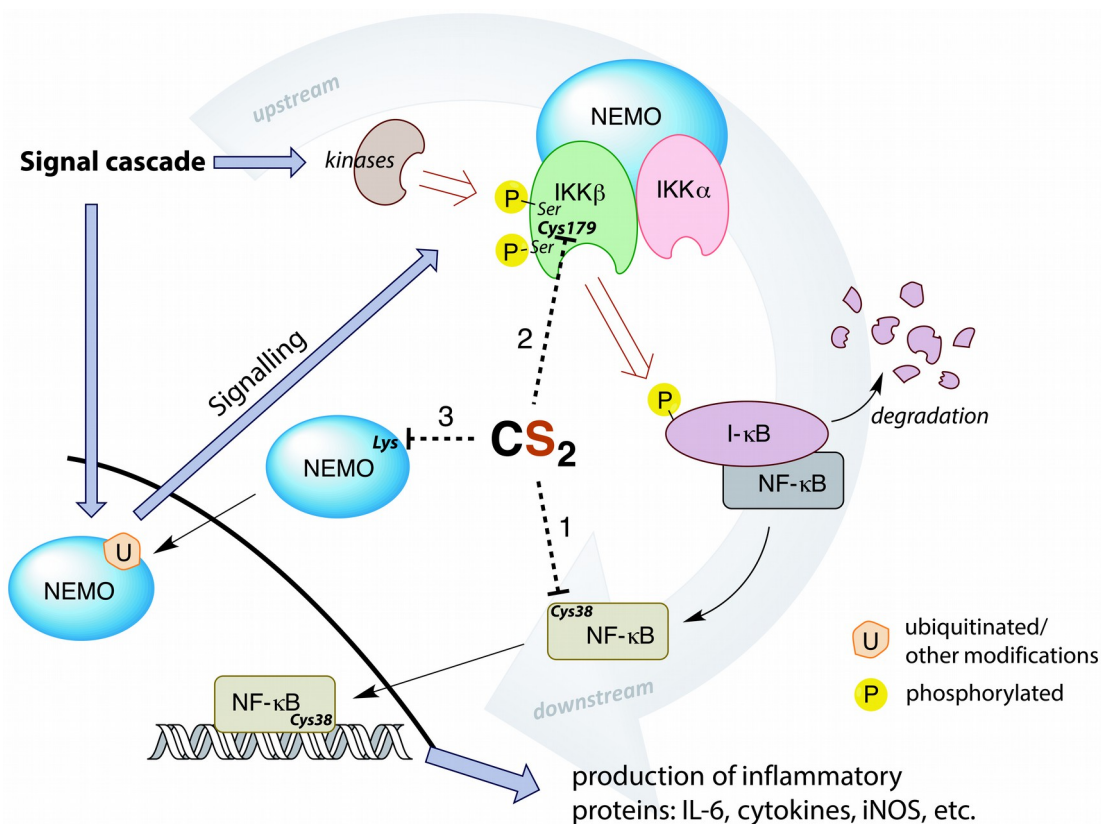 upstream
NEMO
Signal cascade
kinases
IKKβ
IKKα
P
Ser
Cys179
P
Ser
2
Signalling
P
I-κB
degradation
3
Lys
CS2
NEMO
NF-κB
1
U
NEMO
Cys38
NF-κB
U
ubiquitinated/
other modifications
P
phosphorylated
downstream
NF-κB
Cys38
production of inflammatory
proteins: IL-6, cytokines, iNOS, etc.